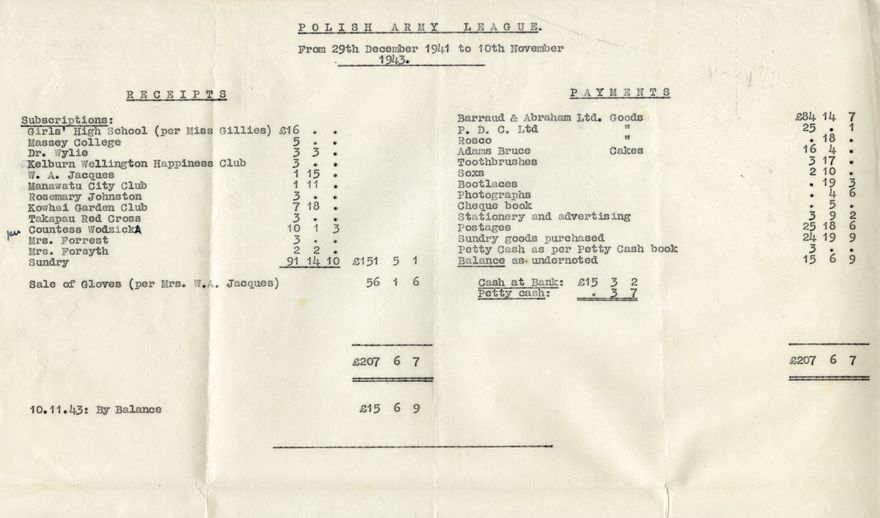 POLISH ARMY LEAGUE.
From 29th December 1941 to 10th November
1943.
RECEIPTS
Subscriptions:
Girls' High School (per Miss Gillies) £16 . .
Massey College 5 . .
Dr. Wylie 3 3 .
Kelburn Wellington Happiness Club 3 . .
W. A. Jacques 1 15 .
Manawatu City Club 1 11 .
Rosemary Johnston 3 . .
Kowhai Garden Club 7 18 .
Takapau Red Cross 3 . .
per Countess Wodzicka 10 1 3
Mrs. Forrest 3 . .
Mrs. Forsyth 2 2 .
Sundry 91 14 10 £151 5 1
Sale of Gloves (per Mrs. W.A. Jacques) 56 1 6
£207 6 7
10.11.43: By Balance £15 6 9
PAYMENTS
Barraud & Abraham Ltd. Goods £84 14 7
P. D. C. Ltd " 25 . 1
Rosco " . 18 .
Adams Bruce Cakes 16 4 .
Toothbrushes 3 17 .
Soxs 2 10 .
Bootlaces . 19 3
Photographs . 4 6
Cheque book . 5 .
Stationery and advertising 3 9 2
Postages 25 18 6
Sundry goods purchased 24 19 9
Petty Cash as per Petty Cash book 3 . .
Balance as undernoted 15 6 9
Cash at Bank: £15 3 2
Petty cash: . 3 7
£207 6 7